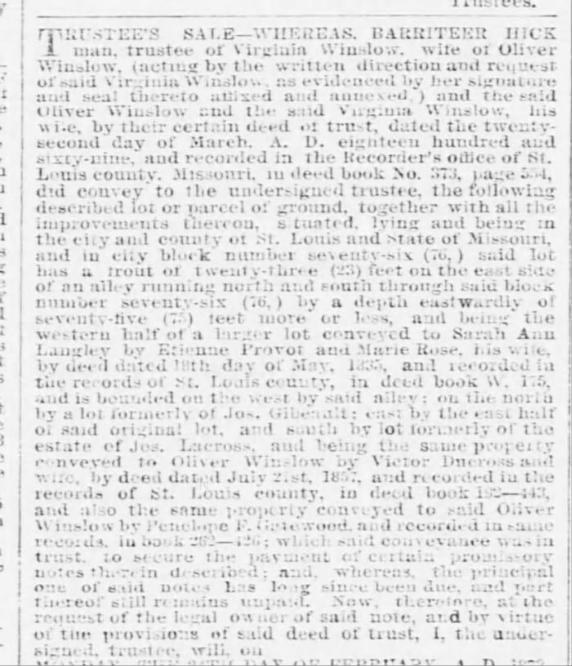 Trustees.
TRUSTEE'S SALE—WHEREAS, BARRITEER HICK
man, trustee of Virginia Winslow, wife of Oliver
Winslow, (acting by the written direction and request
of said Virginia Winslow, as evidenced by her signature
and seal thereto affixed and annexed,) and the said
Oliver Winslow and the said Virginia Winslow, his
wife, by their certain deed of trust, dated the twenty-
second day of March, A. D. eighteen hundred and
sixty-nine, and recorded in the Recorder's office of St.
Louis county, Missouri, in deed book No. 373, page 354,
did convey to the undersigned trustee, the following
described lot or parcel of ground, together with all the
improvements thereon, situated, lying and being in
the city and county of St. Louis and State of Missouri,
and in city block number seventy-six (76,) said lot
has a front of twenty-three (23) feet on the east side
of an alley running north and south through said block
number seventy-six (76,) by a depth eastwardly of
seventy-five (75) feet more or less, and being the
western half of a larger lot conveyed to Sarah Ann
Langley by Etienne Provot and Marie Rose, his wife,
by deed dated 18th day of May, 1835, and recorded in
the records of St. Louis county, in deed book W. 175,
and is bounded on the west by said alley; on the north
by a lot formerly of Jos. Gibeault; east by the east half
of said original lot, and south by lot formerly of the
estate of Jos. Lacross, and being the same property
conveyed to Oliver Winslow by Victor Ducross and
wife, by deed dated July 21st, 1857, and recorded in the
records of St. Louis county, in deed book 192—443,
and also the same property conveyed to said Oliver
Winslow by Penelope F. Gatewood, and recorded in same
records, in book 262—426; which said conveyance was in
trust, to secure the payment of certain promissory
notes therein described; and, whereas, the principal
one of said notes has long since been due, and part
thereof still remains unpaid. Now, therefore, at the
request of the legal owner of said note, and by virtue
of the provisions of said deed of trust, I, the under-
signed, trustee, will, on
MONDAY, THE DAY OF FEBRUARY